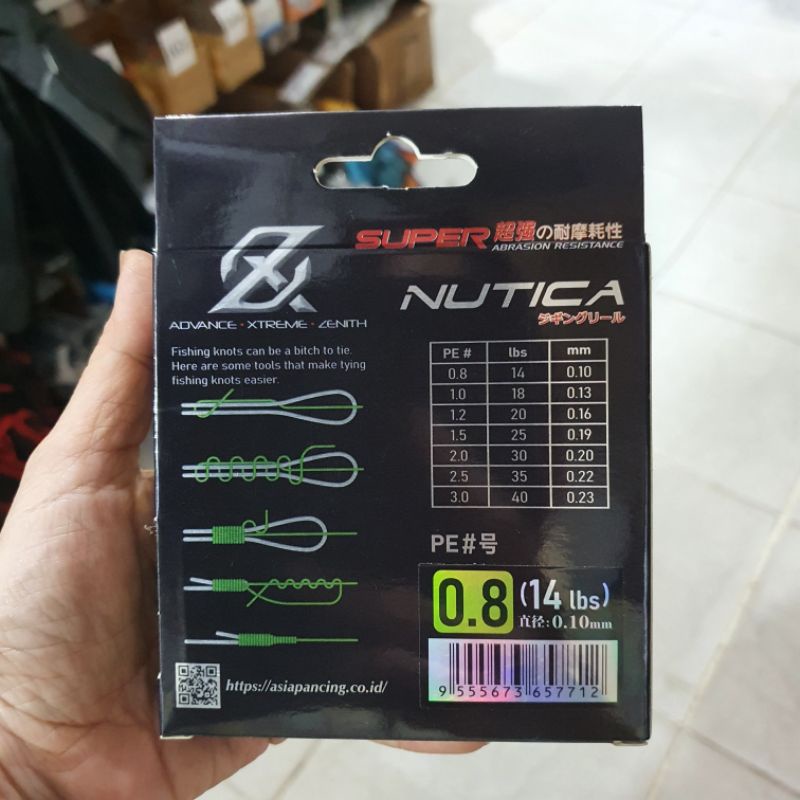 SUPER 超强の耐摩耗性
ABRASION RESISTANCE
ADVANCE · XTREME · ZENITH
NUTICA
ジギングリール
Fishing knots can be a bitch to tie.
Here are some tools that make tying
fishing knots easier.
PE # lbs mm
0.8 14 0.10
1.0 18 0.13
1.2 20 0.16
1.5 25 0.19
2.0 30 0.20
2.5 35 0.22
3.0 40 0.23
PE#号
0.8 (14 lbs)
直径: 0.10mm
9 555673 657712
https://asiapancing.co.id/